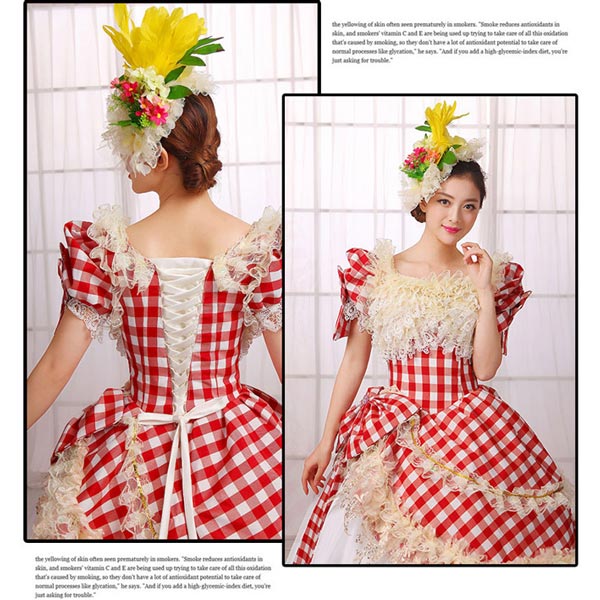 the yellowing of skin often seen prematurely in smokers. "Smoke reduces antioxidants in
skin, and smokers' vitamin C and E are being used up trying to take care of all this oxidation
that's caused by smoking, so they don't have a lot of antioxidant potential to take care of
normal processes like glycation," he says. "And if you add a high-glycemic-index diet, you're
just asking for trouble."
the yellowing of skin often seen prematurely in smokers. "Smoke reduces antioxidants in
skin, and smokers' vitamin C and E are being used up trying to take care of all this oxidation
that's caused by smoking, so they don't have a lot of antioxidant potential to take care of
normal processes like glycation," he says. "And if you add a high-glycemic-index diet, you're
just asking for trouble."